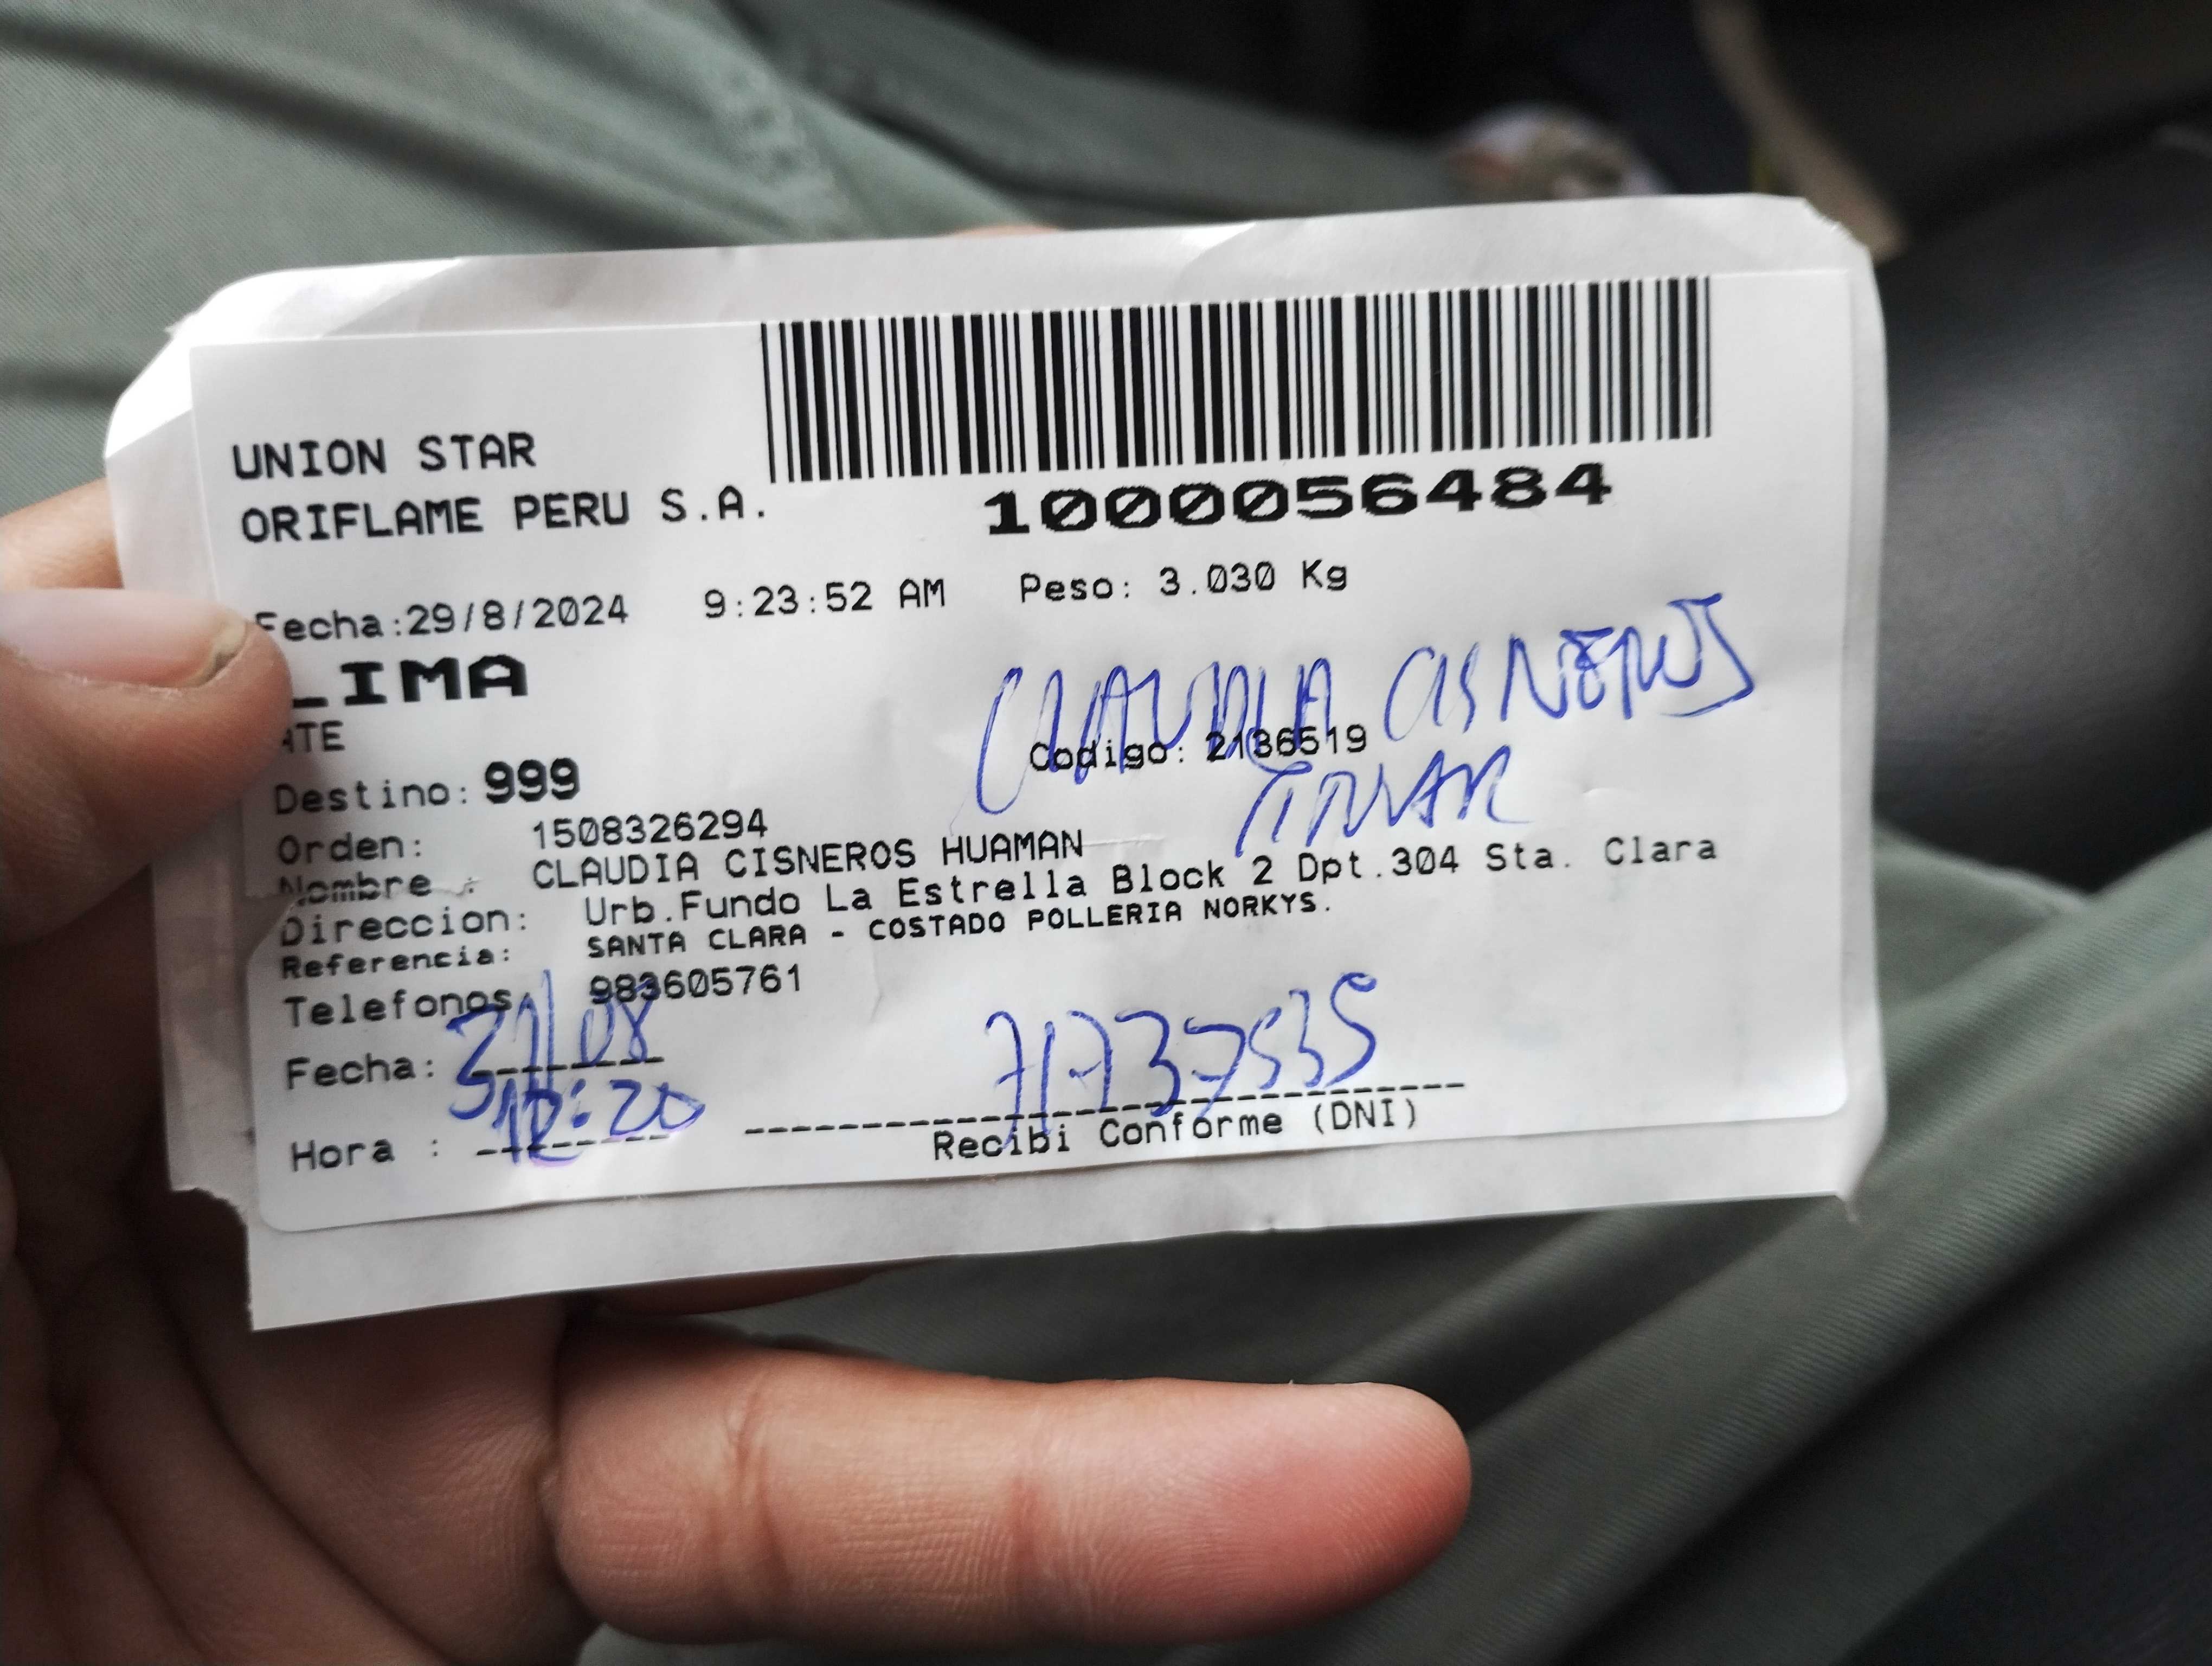 UNION STAR
ORIFLAME PERU S.A.
1000056484
Fecha:29/8/2024 9:23:52 AM Peso: 3.030 Kg
LIMA
ATE
CLAUDIA CISNEROS
Codigo: 2136519
Destino: 999
Orden: 1508326294
Nombre : CLAUDIA CISNEROS HUAMAN
Direccion: Urb.Fundo La Estrella Block 2 Dpt.304 Sta. Clara
Referencia: SANTA CLARA - COSTADO POLLERIA NORKYS.
Telefonos: 983605761
Fecha: 31/08
71737535
Hora : 12:20
Recibi Conforme (DNI)